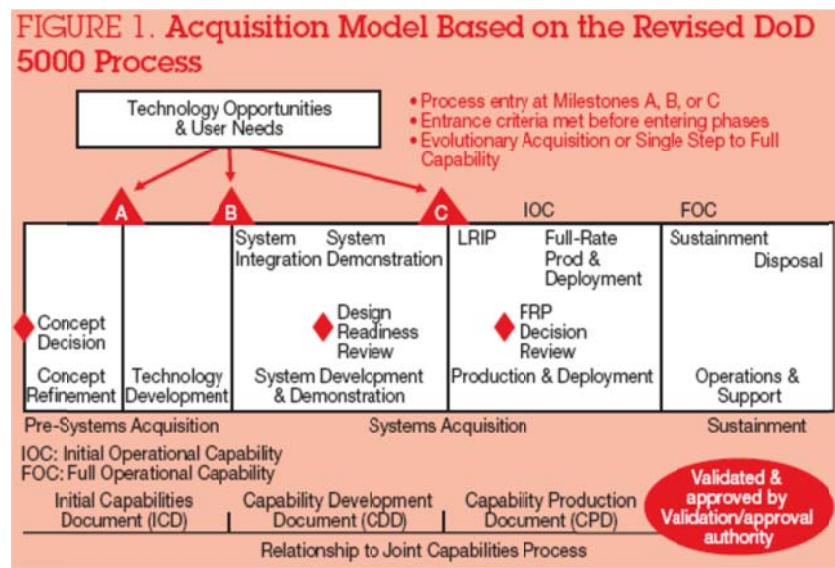 FIGURE 1. Acquisition Model Based on the Revised DoD
5000 Process
Technology Opportunities
& User Needs
• Process entry at Milestones A, B, or C
• Entrance criteria met before entering phases
• Evolutionary Acquisition or Single Step to Full
Capability
A
B
C
IOC
FOC
System
Integration
System
Demonstration
LRIP
Full-Rate
Prod &
Deployment
Sustainment
Disposal
Concept
Decision
Design
Readiness
Review
FRP
Decision
Review
Concept
Refinement
Technology
Development
System Development
& Demonstration
Production & Deployment
Operations &
Support
Pre-Systems Acquisition
Systems Acquisition
Sustainment
IOC: Initial Operational Capability
FOC: Full Operational Capability
Initial Capabilities
Document (ICD)
Capability Development
Document (CDD)
Capability Production
Document (CPD)
Validated &
approved by
Validation/approval
authority
Relationship to Joint Capabilities Process